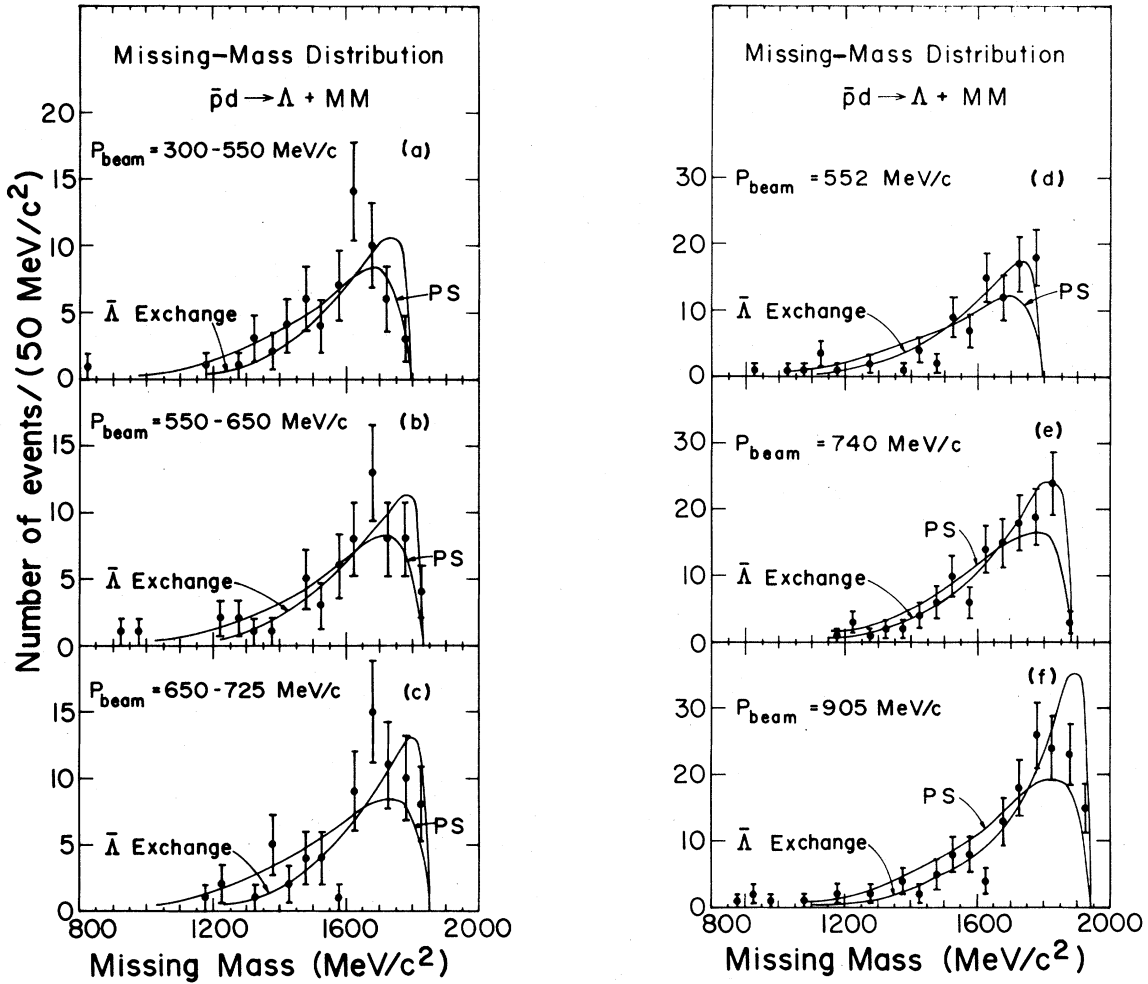 Number of events/(50 MeV/c²)
Missing-Mass Distribution
p̄d → Λ + MM
20
P_beam = 300-550 MeV/c (a)
15
10
PS
Λ̄ Exchange
5
0
P_beam = 550-650 MeV/c (b)
15
10
PS
Λ̄ Exchange
5
0
P_beam = 650-725 MeV/c (c)
15
10
PS
Λ̄ Exchange
5
0
800 1200 1600 2000
Missing Mass (MeV/c²)
Missing-Mass Distribution
p̄d → Λ + MM
30
P_beam = 552 MeV/c (d)
20
PS
Λ̄ Exchange
10
0
(e)
30
P_beam = 740 MeV/c
20
PS
Λ̄ Exchange
10
0
(f)
30
P_beam = 905 MeV/c
20
PS
Λ̄ Exchange
10
0
800 1200 1600 2000
Missing Mass (MeV/c²)